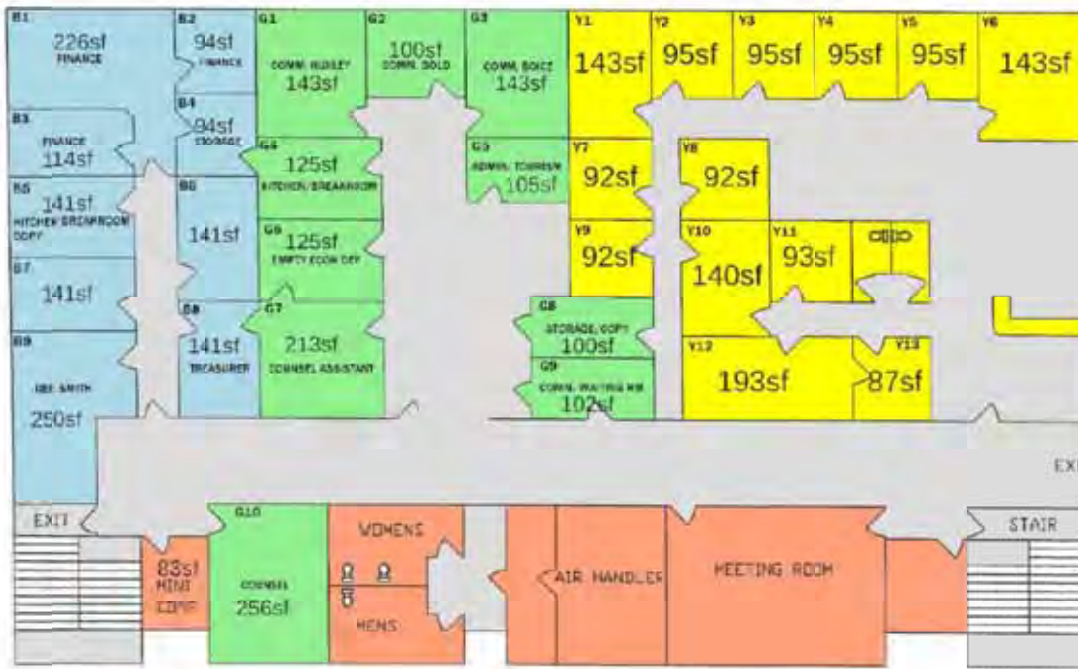 B1
226sf
FINANCE
B2
94sf
FINANCE
B3
FINANCE
114sf
B4
94sf
STORAGE
B5
141sf
KITCHEN BREAKROOM
COPY
B6
141sf
B7
141sf
B8
141sf
TREASURER
B9
250sf
G1
143sf
G2
100sf
COMM. GOLD
G3
COMM. BOICE
143sf
G4
125sf
KITCHEN/BREAKROOM
G5
ADMIN. TOURISM
105sf
G6
125sf
EMPTY ECON DEV
G7
213sf
COUNSEL ASSISTANT
G8
STORAGE/COPY
100sf
G9
COMM. WAITING RM
102sf
Y1
143sf
Y2
95sf
Y3
95sf
Y4
95sf
Y5
95sf
Y6
143sf
Y7
92sf
Y8
92sf
Y9
92sf
Y10
140sf
Y11
93sf
Y12
193sf
Y13
87sf
EXI
EXIT
83sf
MINI
CONF
G10
COUNSEL
256sf
WOMENS
MENS
AIR HANDLER
MEETING ROOM
STAIR